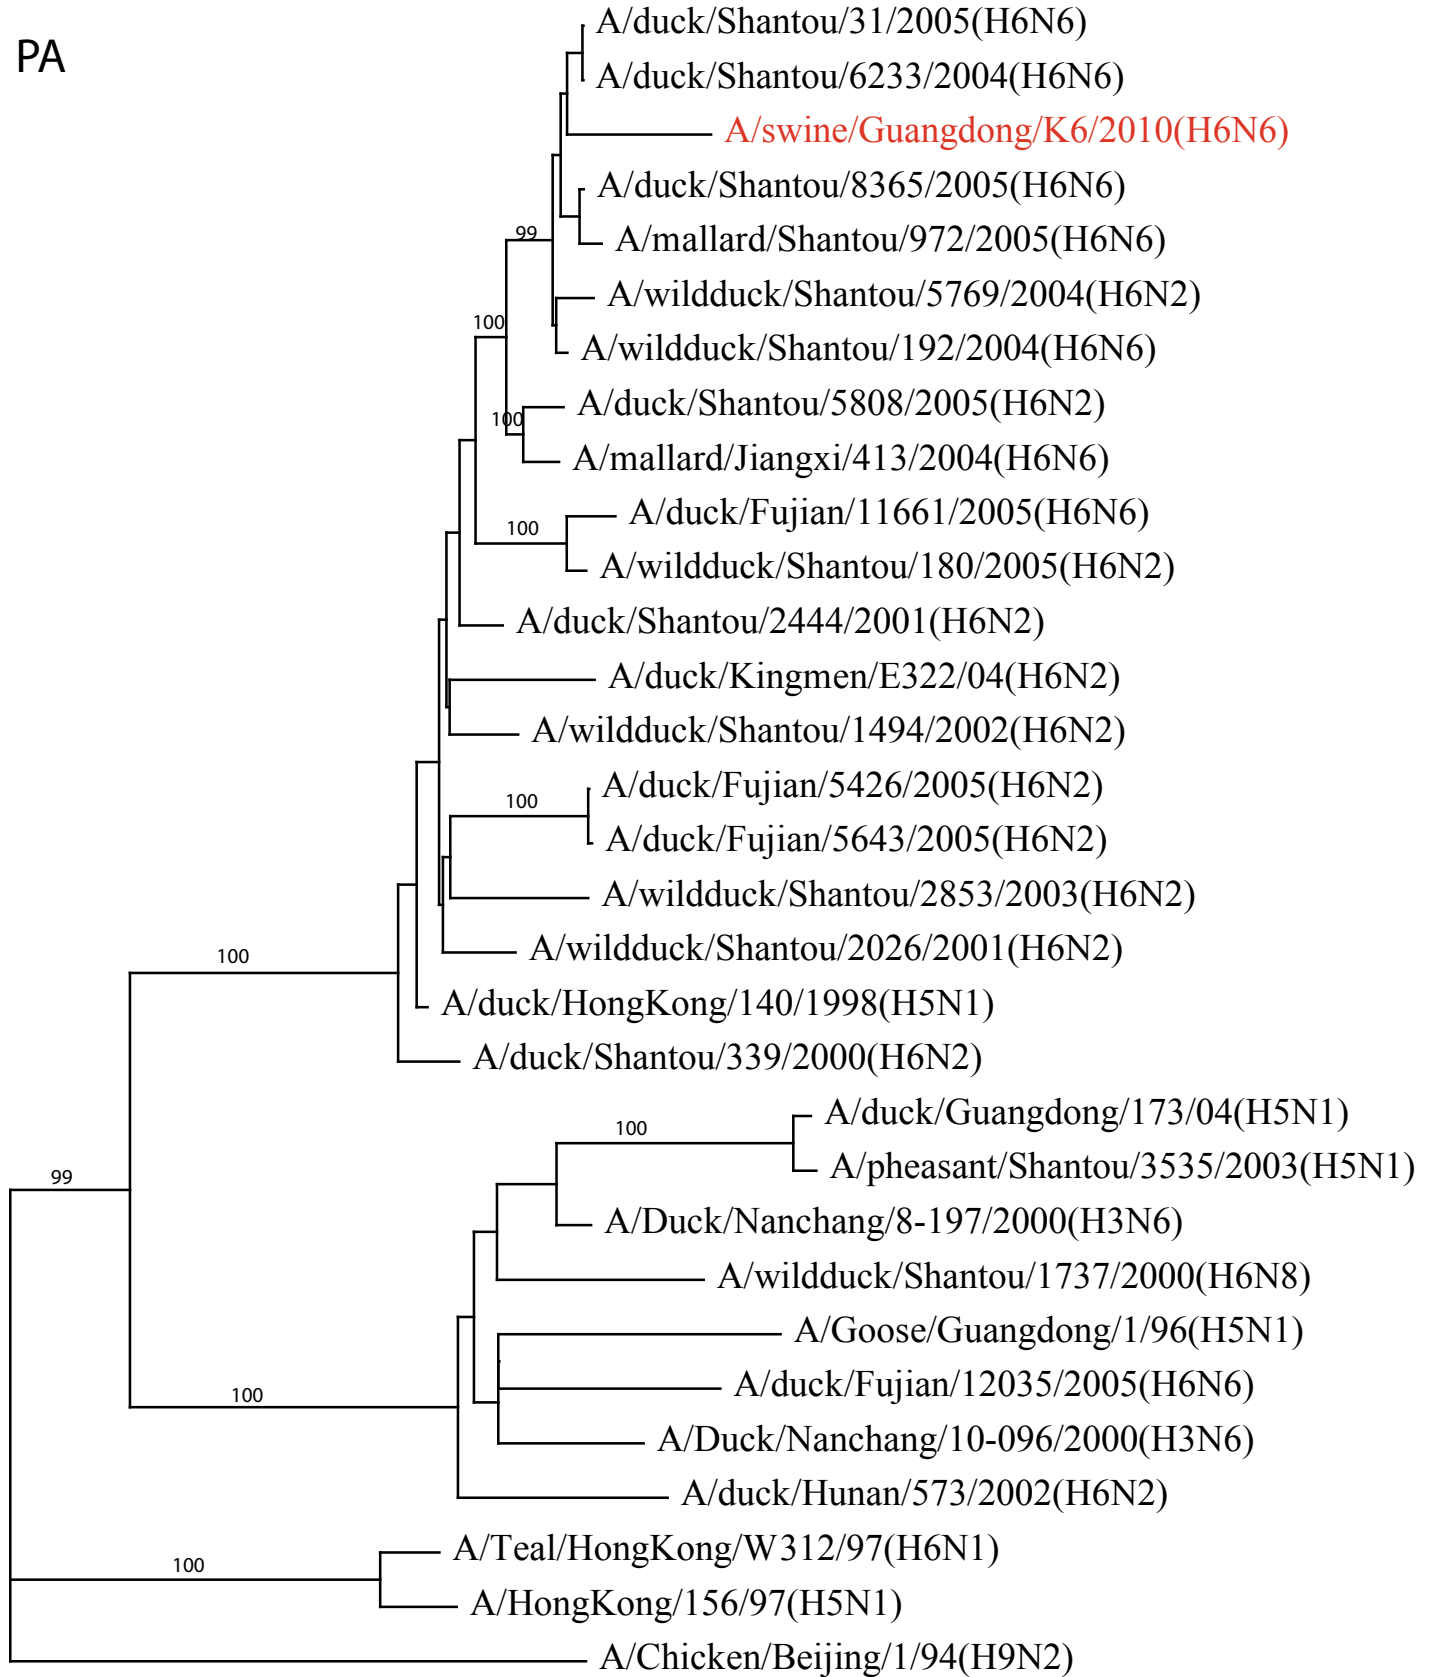 PA
A/duck/Shantou/31/2005(H6N6)
A/duck/Shantou/6233/2004(H6N6)
A/swine/Guangdong/K6/2010(H6N6)
A/duck/Shantou/8365/2005(H6N6)
99
A/mallard/Shantou/972/2005(H6N6)
A/wildduck/Shantou/5769/2004(H6N2)
100
A/wildduck/Shantou/192/2004(H6N6)
A/duck/Shantou/5808/2005(H6N2)
100
A/mallard/Jiangxi/413/2004(H6N6)
A/duck/Fujian/11661/2005(H6N6)
100
A/wildduck/Shantou/180/2005(H6N2)
A/duck/Shantou/2444/2001(H6N2)
A/duck/Kingmen/E322/04(H6N2)
A/wildduck/Shantou/1494/2002(H6N2)
A/duck/Fujian/5426/2005(H6N2)
100
A/duck/Fujian/5643/2005(H6N2)
A/wildduck/Shantou/2853/2003(H6N2)
A/wildduck/Shantou/2026/2001(H6N2)
100
A/duck/HongKong/140/1998(H5N1)
A/duck/Shantou/339/2000(H6N2)
A/duck/Guangdong/173/04(H5N1)
100
A/pheasant/Shantou/3535/2003(H5N1)
99
A/Duck/Nanchang/8-197/2000(H3N6)
A/wildduck/Shantou/1737/2000(H6N8)
A/Goose/Guangdong/1/96(H5N1)
A/duck/Fujian/12035/2005(H6N6)
100
A/Duck/Nanchang/10-096/2000(H3N6)
A/duck/Hunan/573/2002(H6N2)
A/Teal/HongKong/W312/97(H6N1)
100
A/HongKong/156/97(H5N1)
A/Chicken/Beijing/1/94(H9N2)